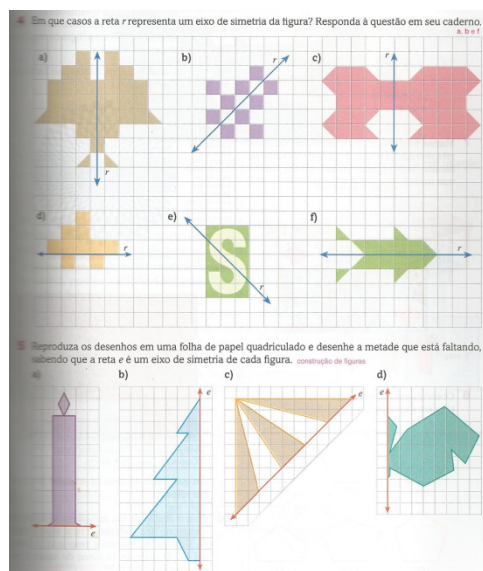 4 Em que casos a reta r representa um eixo de simetria da figura? Responda à questão em seu caderno.
a, b e f
a) b) c)
r r
r
d) e) f)
r r
r
S
5 Reproduza os desenhos em uma folha de papel quadriculado e desenhe a metade que está faltando,
sabendo que a reta e é um eixo de simetria de cada figura. construção de figuras
a) b) c) d)
e e e
e